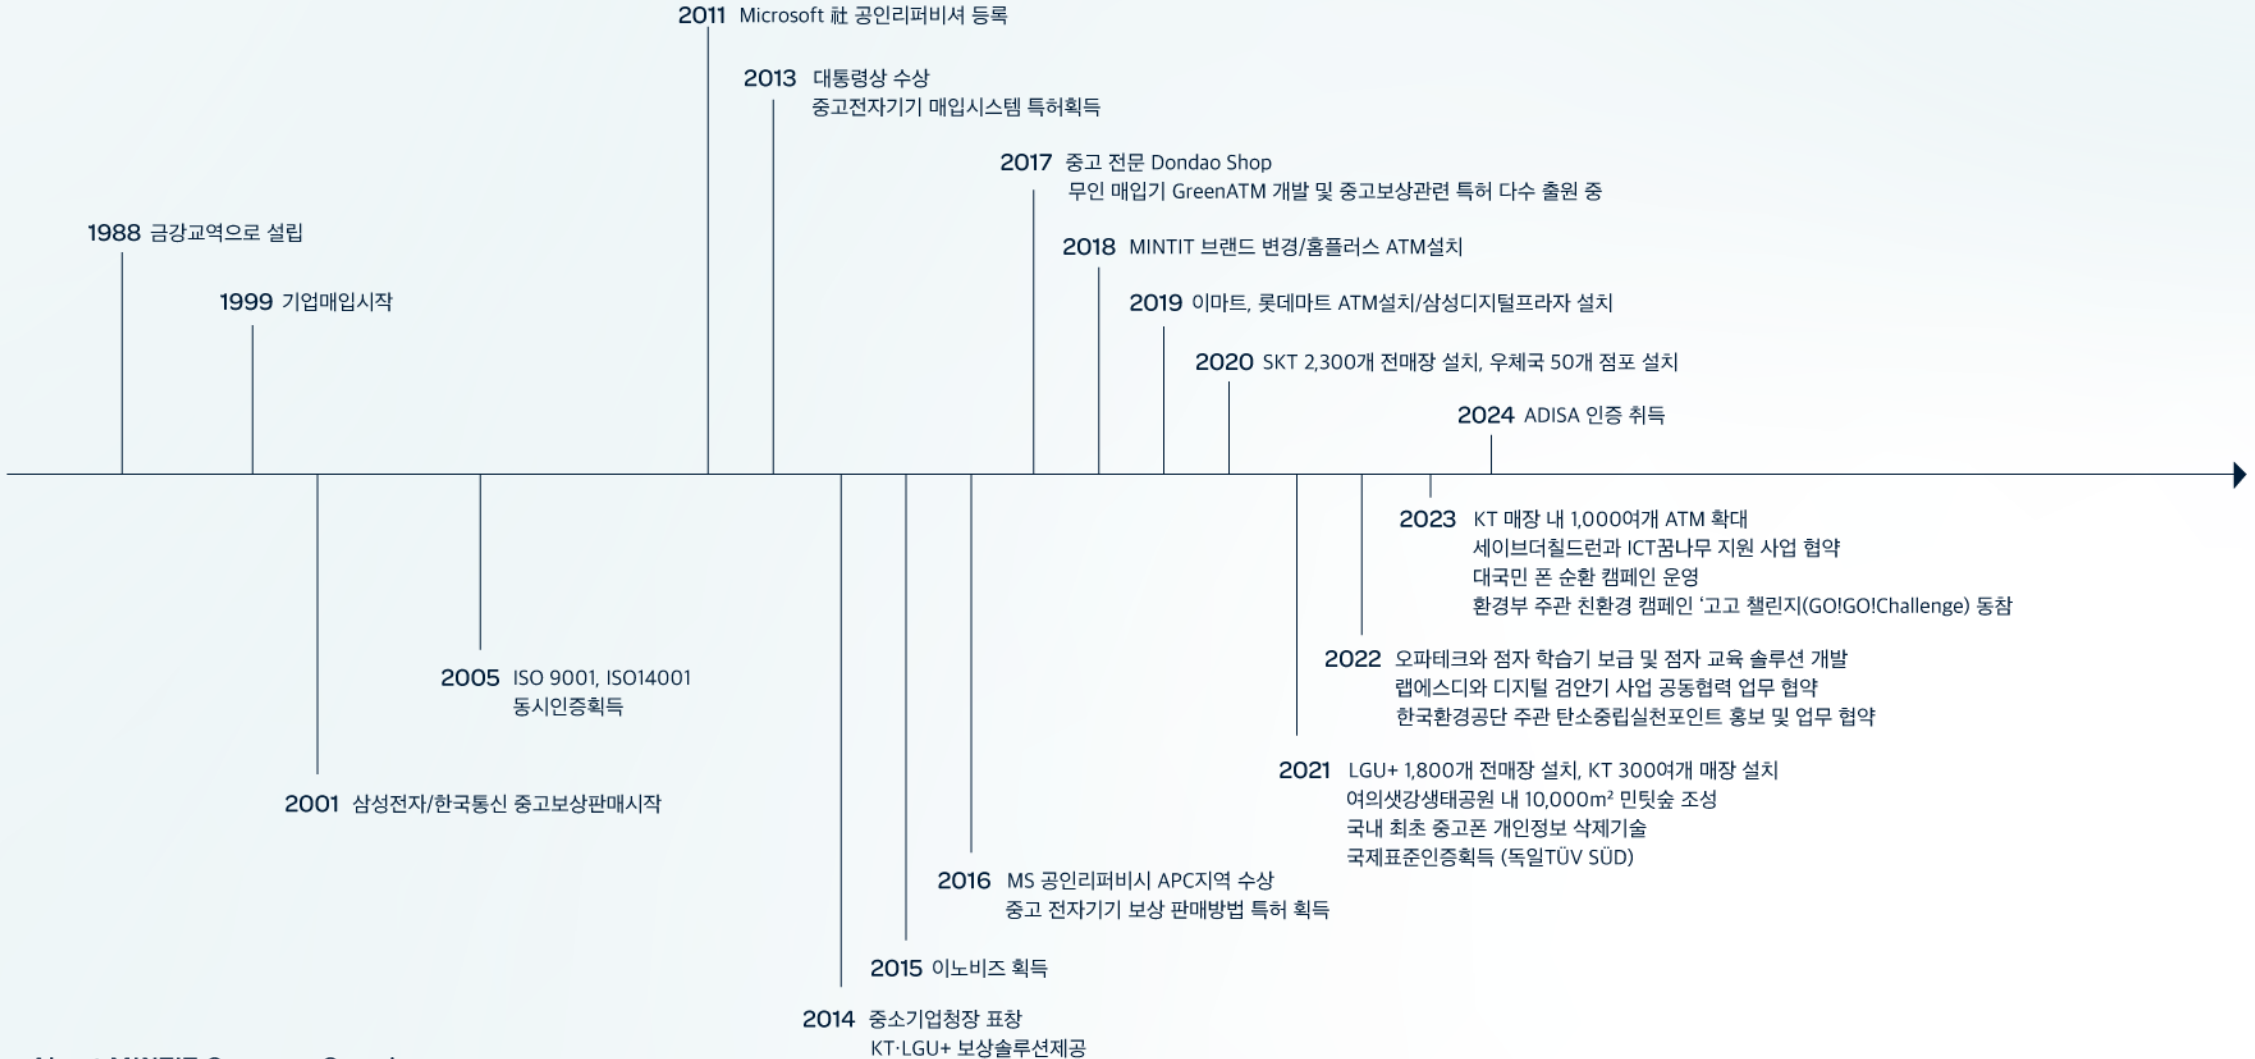 2011 Microsoft 社 공인리퍼비셔 등록
2013 대통령상 수상
중고전자기기 매입시스템 특허획득
2017 중고 전문 Dondao Shop
무인 매입기 GreenATM 개발 및 중고보상관련 특허 다수 출원 중
1988 금강교역으로 설립
2018 MINTIT 브랜드 변경/홈플러스 ATM설치
1999 기업매입시작
2019 이마트, 롯데마트 ATM설치/삼성디지털프라자 설치
2020 SKT 2,300개 전매장 설치, 우체국 50개 점포 설치
2024 ADISA 인증 취득
2023 KT 매장 내 1,000여개 ATM 확대
세이브더칠드런과 ICT꿈나무 지원 사업 협약
대국민 폰 순환 캠페인 운영
환경부 주관 친환경 캠페인 ‘고고 챌린지(GO!GO!Challenge) 동참
2022 오파테크와 점자 학습기 보급 및 점자 교육 솔루션 개발
랩에스디와 디지털 검안기 사업 공동협력 업무 협약
한국환경공단 주관 탄소중립실천포인트 홍보 및 업무 협약
2005 ISO 9001, ISO14001
동시인증획득
2021 LGU+ 1,800개 전매장 설치, KT 300여개 매장 설치
여의샛강생태공원 내 10,000m² 민팃숲 조성
국내 최초 중고폰 개인정보 삭제기술
국제표준인증획득 (독일TÜV SÜD)
2001 삼성전자/한국통신 중고보상판매시작
2016 MS 공인리퍼비시 APC지역 수상
중고 전자기기 보상 판매방법 특허 획득
2015 이노비즈 획득
2014 중소기업청장 표창
KT·LGU+ 보상솔루션제공